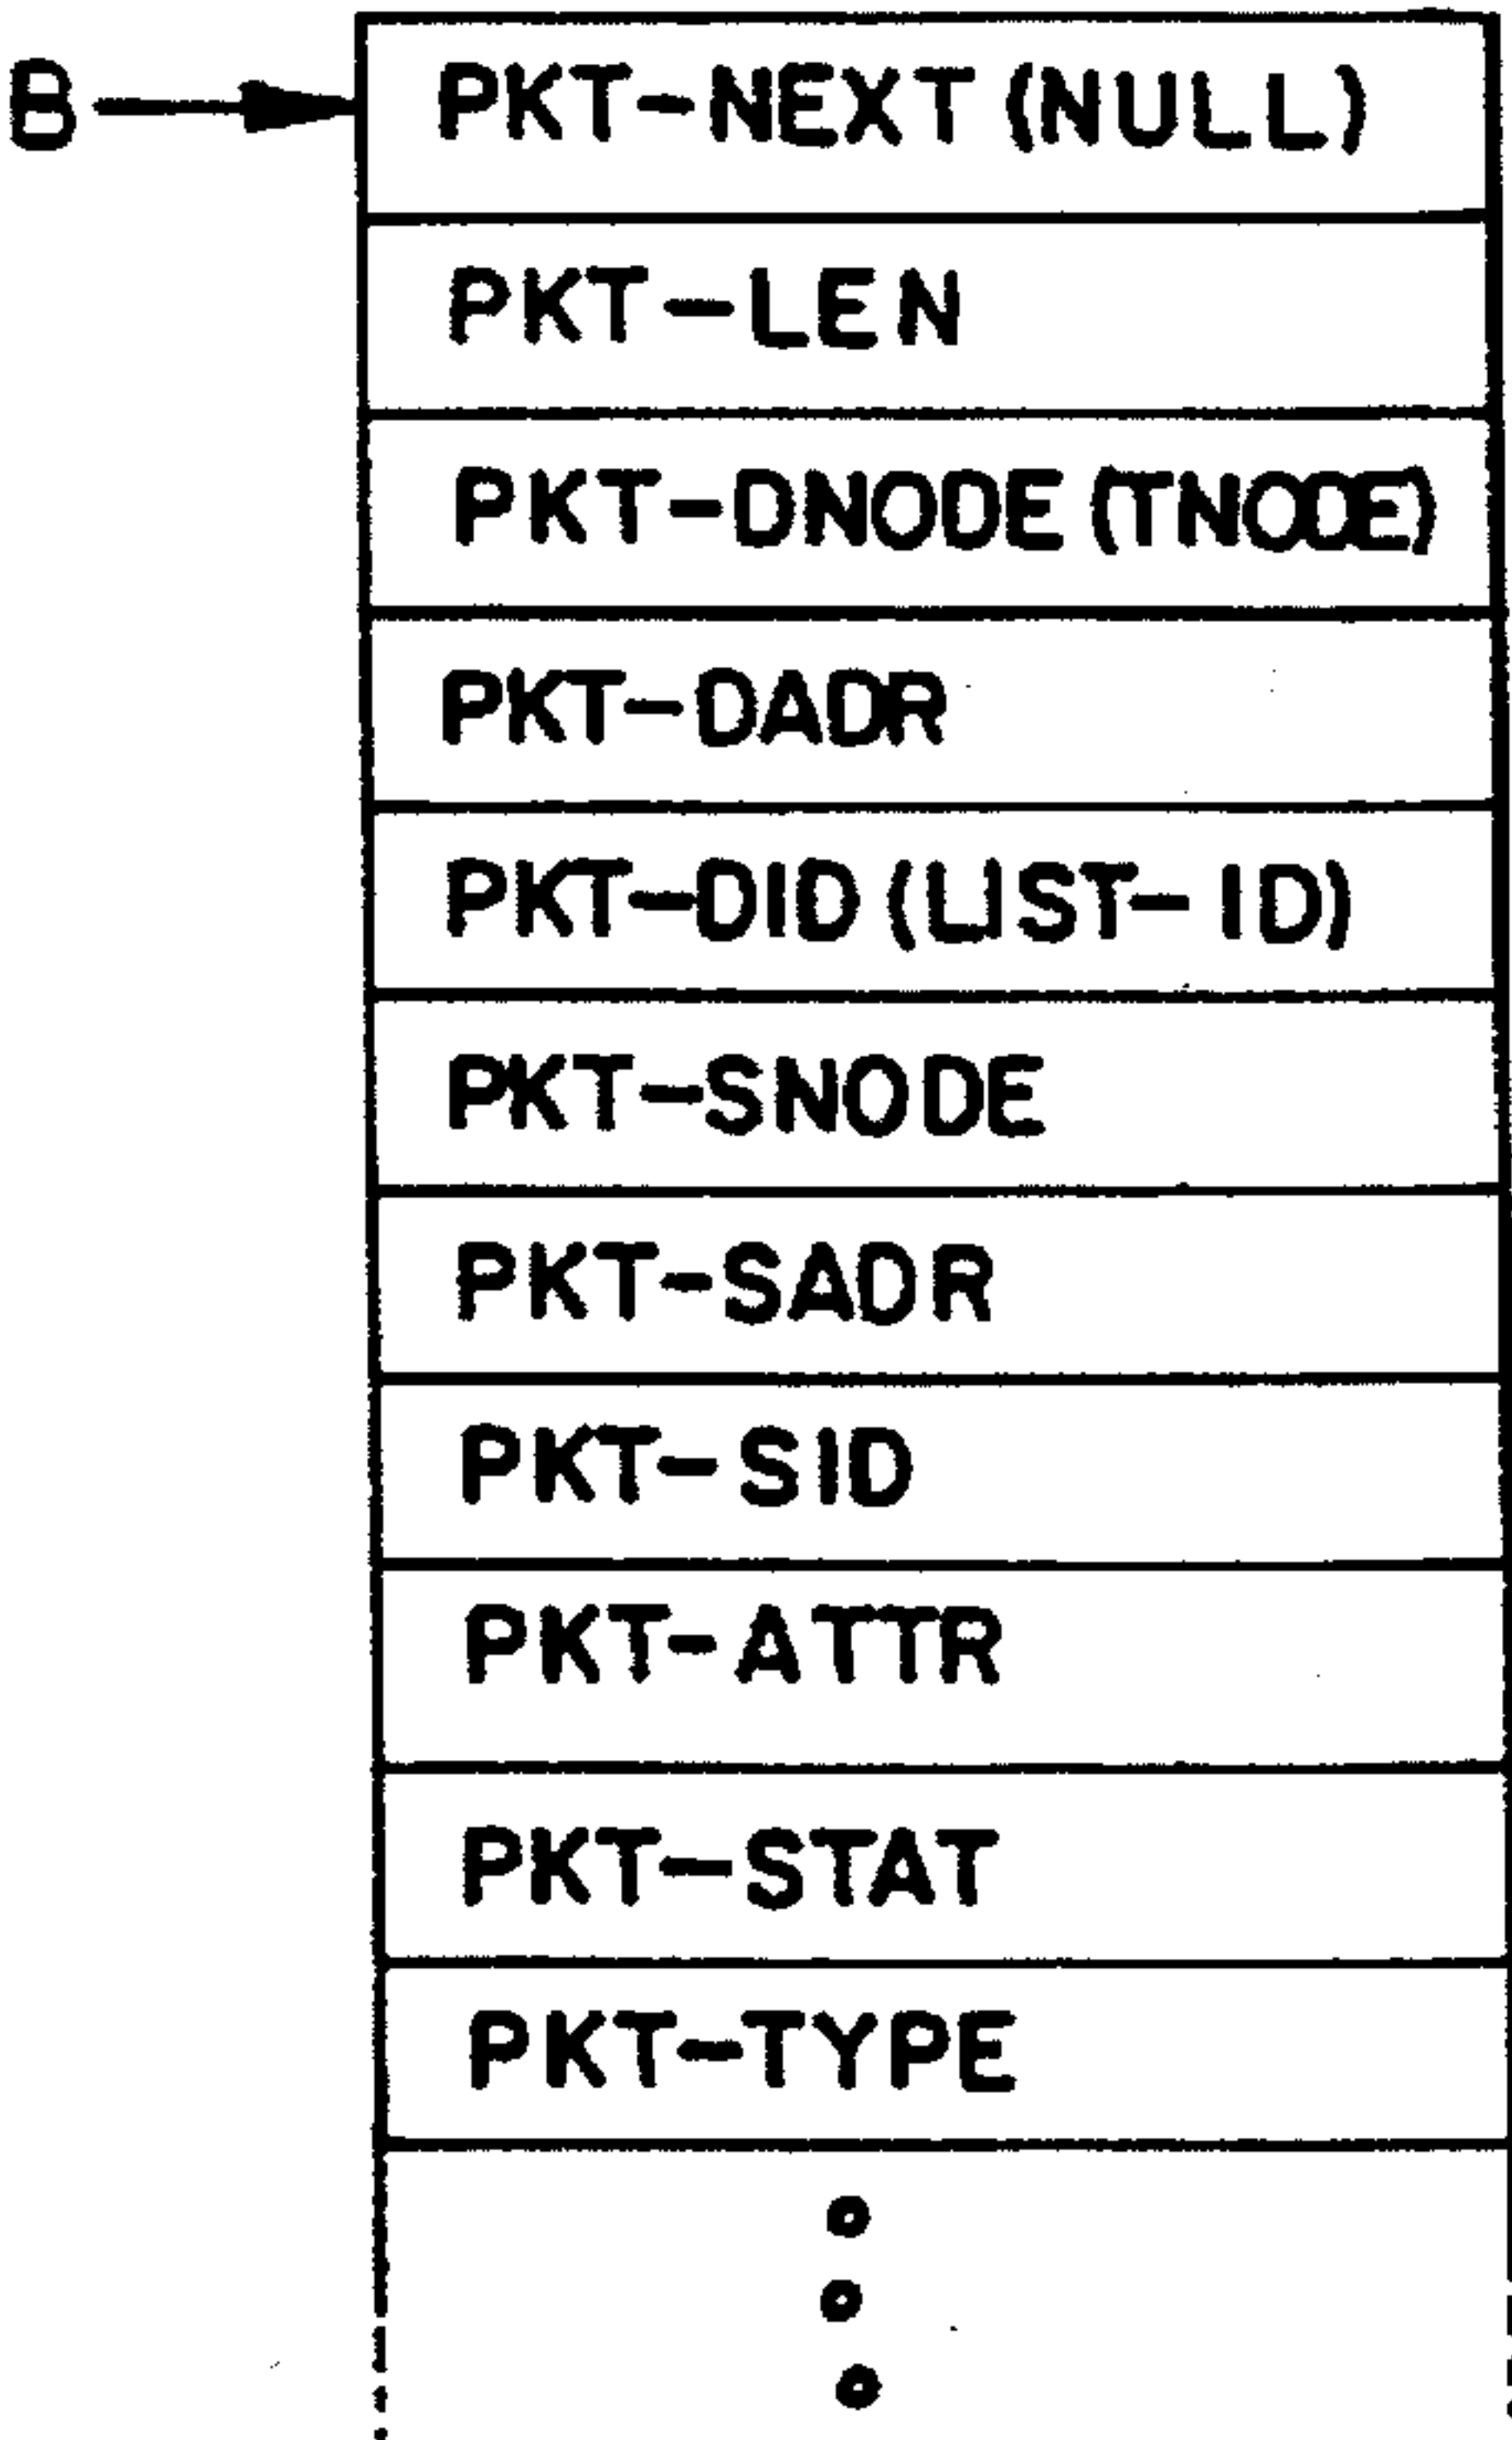 B
PKT-NEXT (NULL)
PKT-LEN
PKT-DNODE (TNODE)
PKT-DADR
PKT-DID (LIST-ID)
PKT-SNODE
PKT-SADR
PKT-SID
PKT-ATTR
PKT-STAT
PKT-TYPE